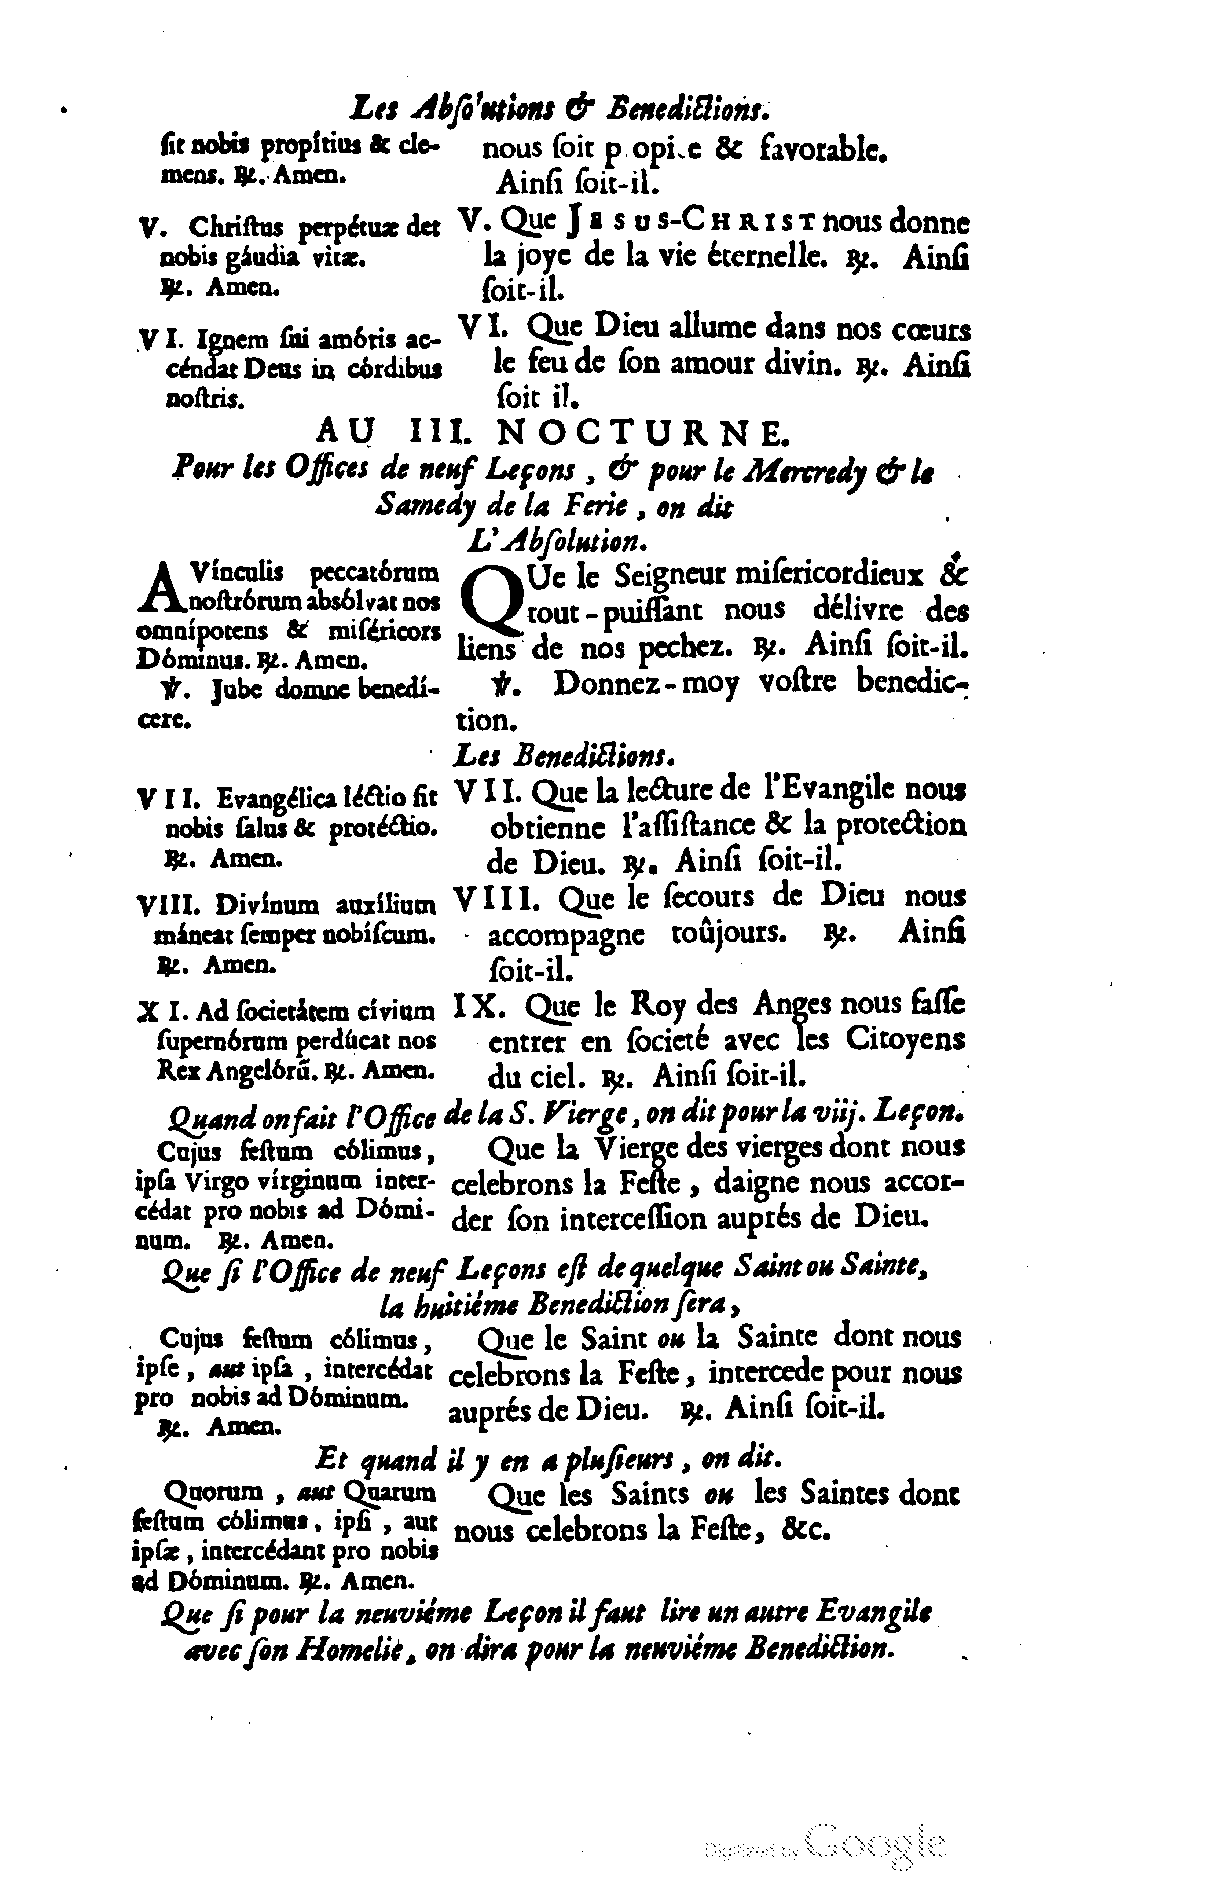 Les Abso'utions & Benedictions.
sit nobis propitius & cle-
mens. ℟. Amen.
V. Christus perpétuæ det
nobis gáudia vitæ.
℟. Amen.
VI. Ignem sui amóris ac-
céndat Deus in córdibus
nostris.
nous soit p opi e & favorable.
Ainsi soit-il.
V. Que JESUS-CHRIST nous donne
la joye de la vie éternelle. ℟. Ainsi
soit-il.
VI. Que Dieu allume dans nos cœurs
le feu de son amour divin. ℟. Ainsi
soit il.
AU III. NOCTURNE.
Pour les Offices de neuf Leçons, & pour le Mercredy & le
Samedy de la Ferie, on dit
L'Absolution.
A Vínculis peccatórum
nostrórum absólvat nos
omnípotens & miséricors
Dóminus. ℟. Amen.
℣. Jube domne benedí-
cere.
QUe le Seigneur misericordieux &
tout-puissant nous délivre des
liens de nos pechez. ℟. Ainsi soit-il.
℣. Donnez-moy vostre benedic-
tion.
Les Benedictions.
VII. Evangélica léctio sit
nobis salus & protéctio.
℟. Amen.
VIII. Divínum auxílium
máneat semper nobíscum.
℟. Amen.
XI. Ad societátem cívium
supernórum perdúcat nos
Rex Angelórũ. ℟. Amen.
VII. Que la lecture de l'Evangile nous
obtienne l'assistance & la protection
de Dieu. ℟. Ainsi soit-il.
VIII. Que le secours de Dieu nous
accompagne toûjours. ℟. Ainsi
soit-il.
IX. Que le Roy des Anges nous fasse
entrer en societé avec les Citoyens
du ciel. ℟. Ainsi soit-il.
Quand on fait l'Office de la S. Vierge, on dit pour la viij. Leçon.
Cujus festum cólimus,
ipsa Virgo vírginum inter-
cédat pro nobis ad Dómi-
num. ℟. Amen.
Que la Vierge des vierges dont nous
celebrons la Feste, daigne nous accor-
der son intercession auprés de Dieu.
Que si l'Office de neuf Leçons est de quelque Saint ou Sainte,
la huitiéme Benediction sera,
Cujus festum cólimus,
ipse, aut ipsa, intercédat
pro nobis ad Dóminum.
℟. Amen.
Que le Saint ou la Sainte dont nous
celebrons la Feste, intercede pour nous
auprés de Dieu. ℟. Ainsi soit-il.
Et quand il y en a plusieurs, on dit.
Quorum, aut Quarum
festum cólimus, ipsi, aut
ipsæ, intercédant pro nobis
ad Dóminum. ℟. Amen.
Que les Saints ou les Saintes dont
nous celebrons la Feste, &c.
Que si pour la neuviéme Leçon il faut lire un autre Evangile
avec son Homelie, on dira pour la neuviéme Benediction.
Digitized by Google